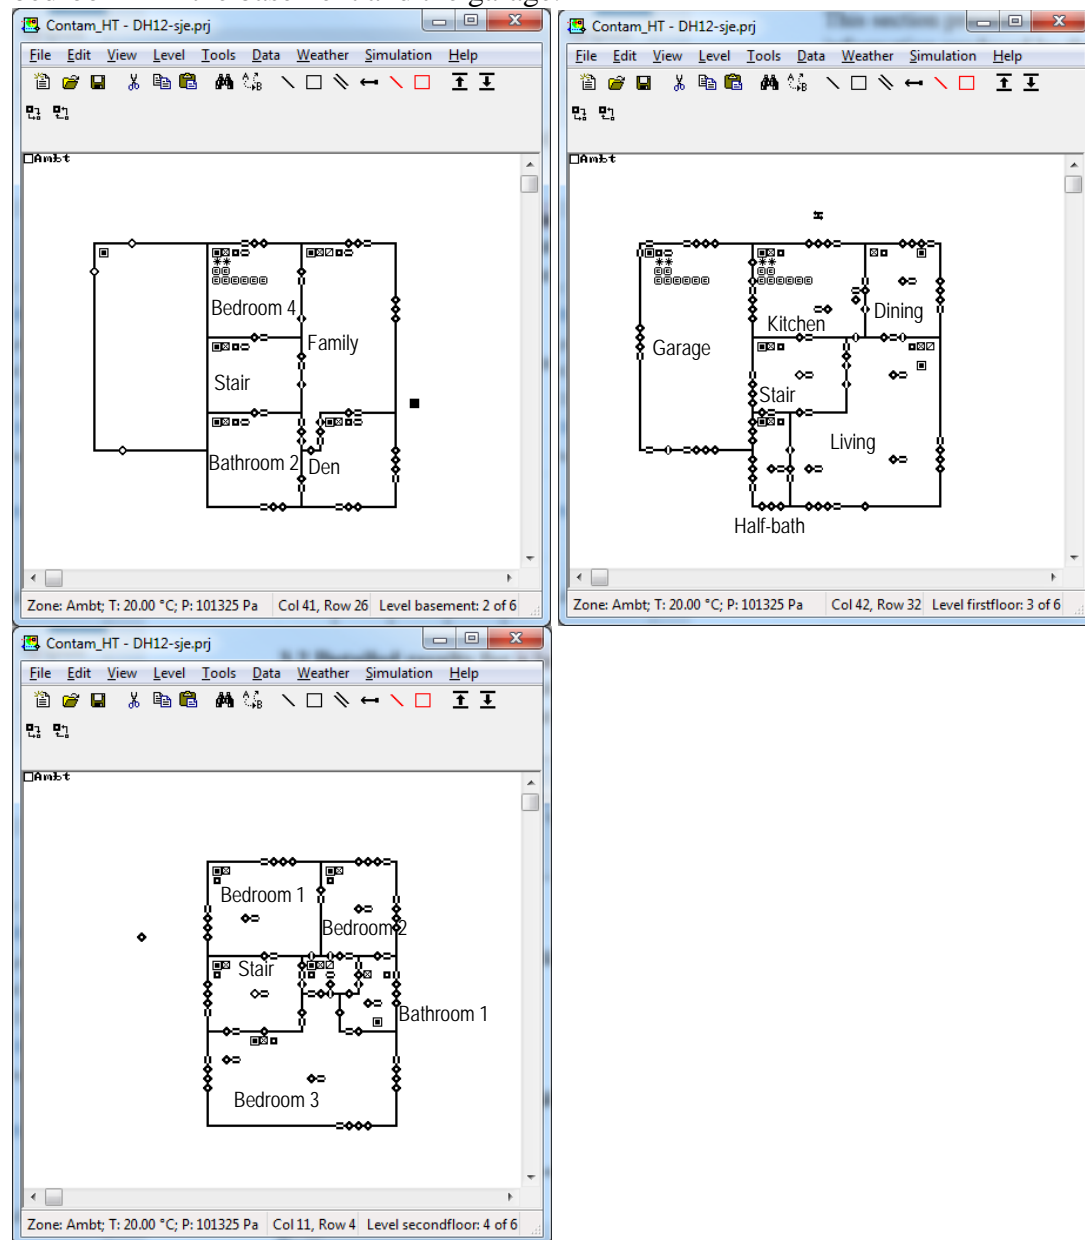 Contam_HT - DH12-sje.prj
File Edit View Level Tools Data Weather Simulation Help
Ambt
Bedroom 4
Family
Stair
Bathroom 2
Den
Zone: Ambt; T: 20.00 °C; P: 101325 Pa Col 41, Row 26 Level basement: 2 of 6
Contam_HT - DH12-sje.prj
File Edit View Level Tools Data Weather Simulation Help
Ambt
Kitchen
Dining
Garage
Stair
Living
Half-bath
Zone: Ambt; T: 20.00 °C; P: 101325 Pa Col 42, Row 32 Level firstfloor: 3 of 6
Contam_HT - DH12-sje.prj
File Edit View Level Tools Data Weather Simulation Help
Ambt
Bedroom 1
Bedroom 2
Stair
Bathroom 1
Bedroom 3
Zone: Ambt; T: 20.00 °C; P: 101325 Pa Col 11, Row 4 Level secondfloor: 4 of 6